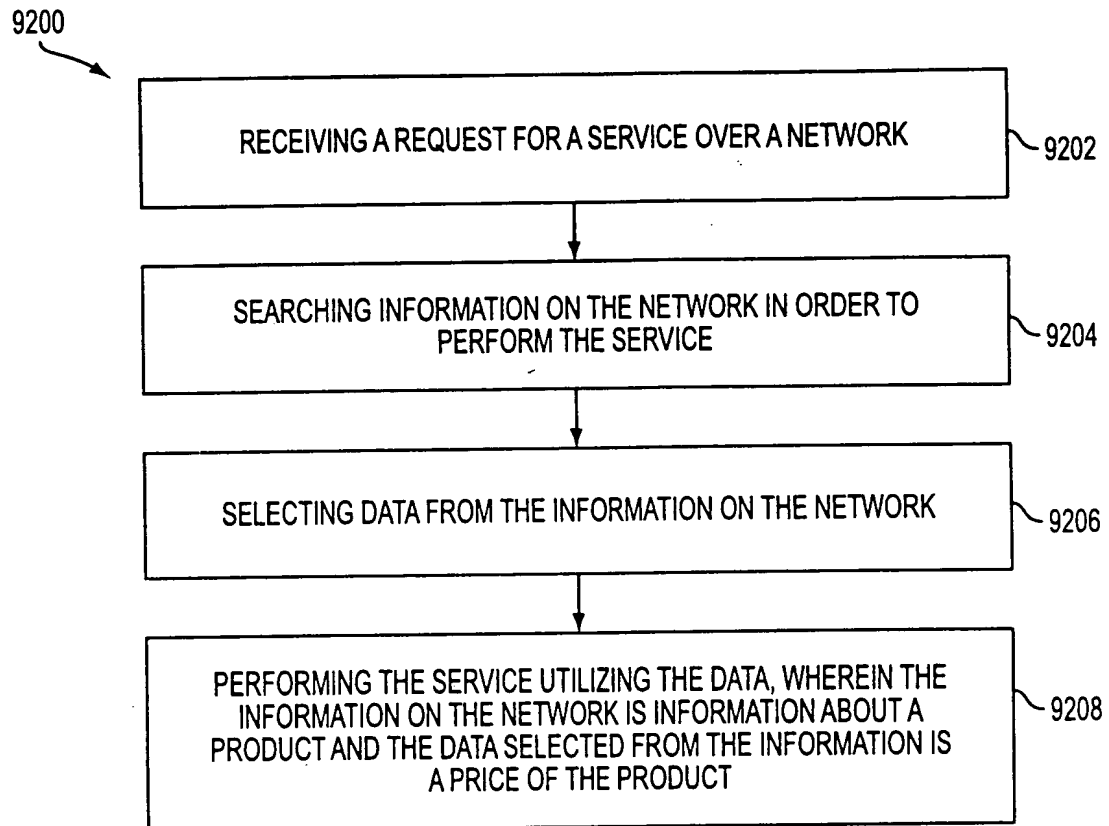 9200
RECEIVING A REQUEST FOR A SERVICE OVER A NETWORK
9202
SEARCHING INFORMATION ON THE NETWORK IN ORDER TO
PERFORM THE SERVICE
9204
SELECTING DATA FROM THE INFORMATION ON THE NETWORK
9206
PERFORMING THE SERVICE UTILIZING THE DATA, WHEREIN THE
INFORMATION ON THE NETWORK IS INFORMATION ABOUT A
PRODUCT AND THE DATA SELECTED FROM THE INFORMATION IS
A PRICE OF THE PRODUCT
9208